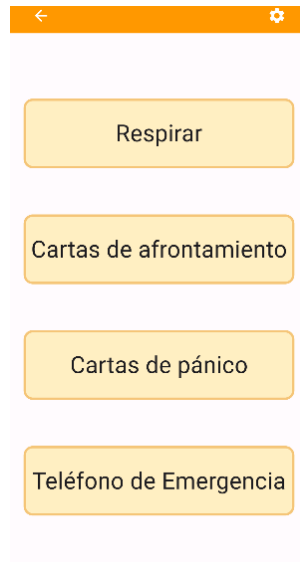 Respirar
Cartas de afrontamiento
Cartas de pánico
Teléfono de Emergencia